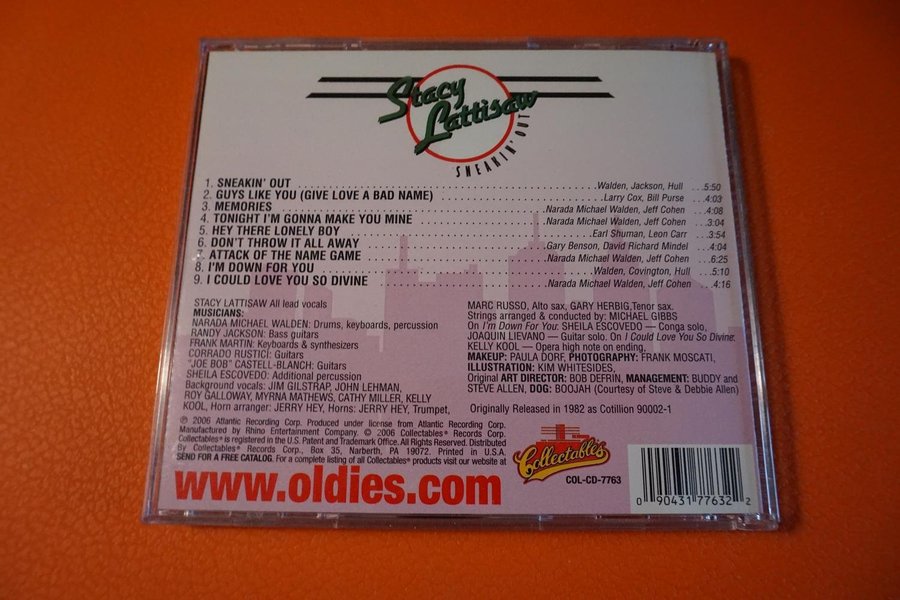 Stacy
Lattisaw
SNEAKIN' OUT
1. SNEAKIN' OUT Walden, Jackson, Hull ...5:50
2. GUYS LIKE YOU (GIVE LOVE A BAD NAME) Larry Cox, Bill Purse ...4:03
3. MEMORIES Narada Michael Walden, Jeff Cohen ...4:08
4. TONIGHT I'M GONNA MAKE YOU MINE Narada Michael Walden, Jeff Cohen ...3:04
5. HEY THERE LONELY BOY Earl Shuman, Leon Carr ...3:54
6. DON'T THROW IT ALL AWAY Gary Benson, David Richard Mindel ...4:04
7. ATTACK OF THE NAME GAME Narada Michael Walden, Jeff Cohen ...6:25
8. I'M DOWN FOR YOU Walden, Covington, Hull ...5:10
9. I COULD LOVE YOU SO DIVINE Narada Michael Walden, Jeff Cohen ...4:16
STACY LATTISAW All lead vocals
MUSICIANS:
NARADA MICHAEL WALDEN: Drums, keyboards, percussion
RANDY JACKSON: Bass guitars
FRANK MARTIN: Keyboards & synthesizers
CORRADO RUSTICI: Guitars
"JOE BOB" CASTELL-BLANCH: Guitars
SHEILA ESCOVEDO: Additional percussion
Background vocals: JIM GILSTRAP, JOHN LEHMAN,
ROY GALLOWAY, MYRNA MATHEWS, CATHY MILLER, KELLY
KOOL, Horn arranger: JERRY HEY, Horns: JERRY HEY, Trumpet,
MARC RUSSO, Alto sax, GARY HERBIG,Tenor sax.
Strings arranged & conducted by: MICHAEL GIBBS
On I'm Down For You: SHEILA ESCOVEDO — Conga solo,
JOAQUIN LIEVANO — Guitar solo. On I Could Love You So Divine:
KELLY KOOL — Opera high note on ending.
MAKEUP: PAULA DORF, PHOTOGRAPHY: FRANK MOSCATI,
ILLUSTRATION: KIM WHITESIDES,
Original ART DIRECTOR: BOB DEFRIN, MANAGEMENT: BUDDY and
STEVE ALLEN, DOG: BOOJAH (Courtesy of Steve & Debbie Allen)
Originally Released in 1982 as Cotillion 90002-1
℗ 2006 Atlantic Recording Corp. Produced under license from Atlantic Recording Corp.
Manufactured by Rhino Entertainment Company. © 2006 Collectables® Records Corp.
Collectables® is registered in the U.S. Patent and Trademark Office. All Rights Reserved. Distributed
By Collectables® Records Corp., Box 35, Narberth, PA 19072. Printed in U.S.A.
SEND FOR A FREE CATALOG. For a complete listing of all Collectables® products visit our website at
www.oldies.com
Collectables
COL-CD-7763
0 90431 77632 2